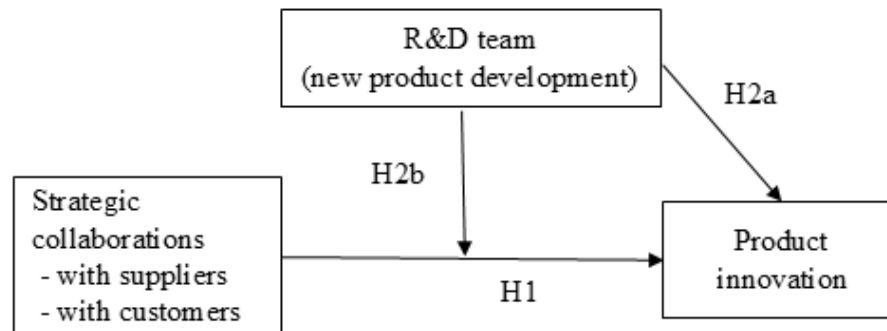 R&D team
(new product development)
H2a
H2b
Strategic
collaborations
- with suppliers
- with customers
H1
Product
innovation